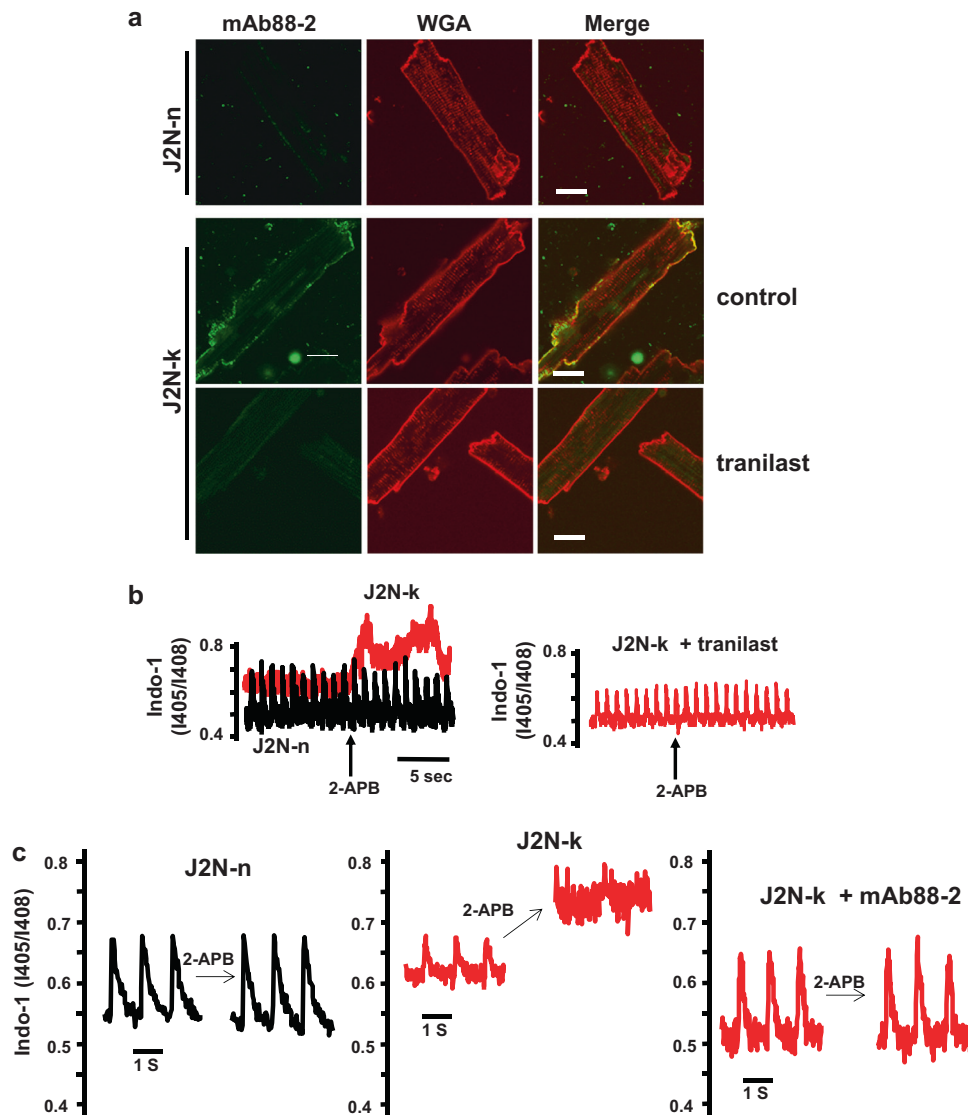 a
mAb88-2 WGA Merge
J2N-n
J2N-k
control
tranilast
b
J2N-k
0.8
0.4
Indo-1
(I405/I408)
J2N-n
2-APB
5 sec
J2N-k + tranilast
0.8
0.4
Indo-1
(I405/I408)
2-APB
c
Indo-1 (I405/I408)
0.8
0.7
0.6
0.5
0.4
J2N-n
2-APB
1 S
J2N-k
0.8
0.7
0.6
0.5
0.4
2-APB
1 S
J2N-k + mAb88-2
0.8
0.7
0.6
0.5
0.4
2-APB
1 S